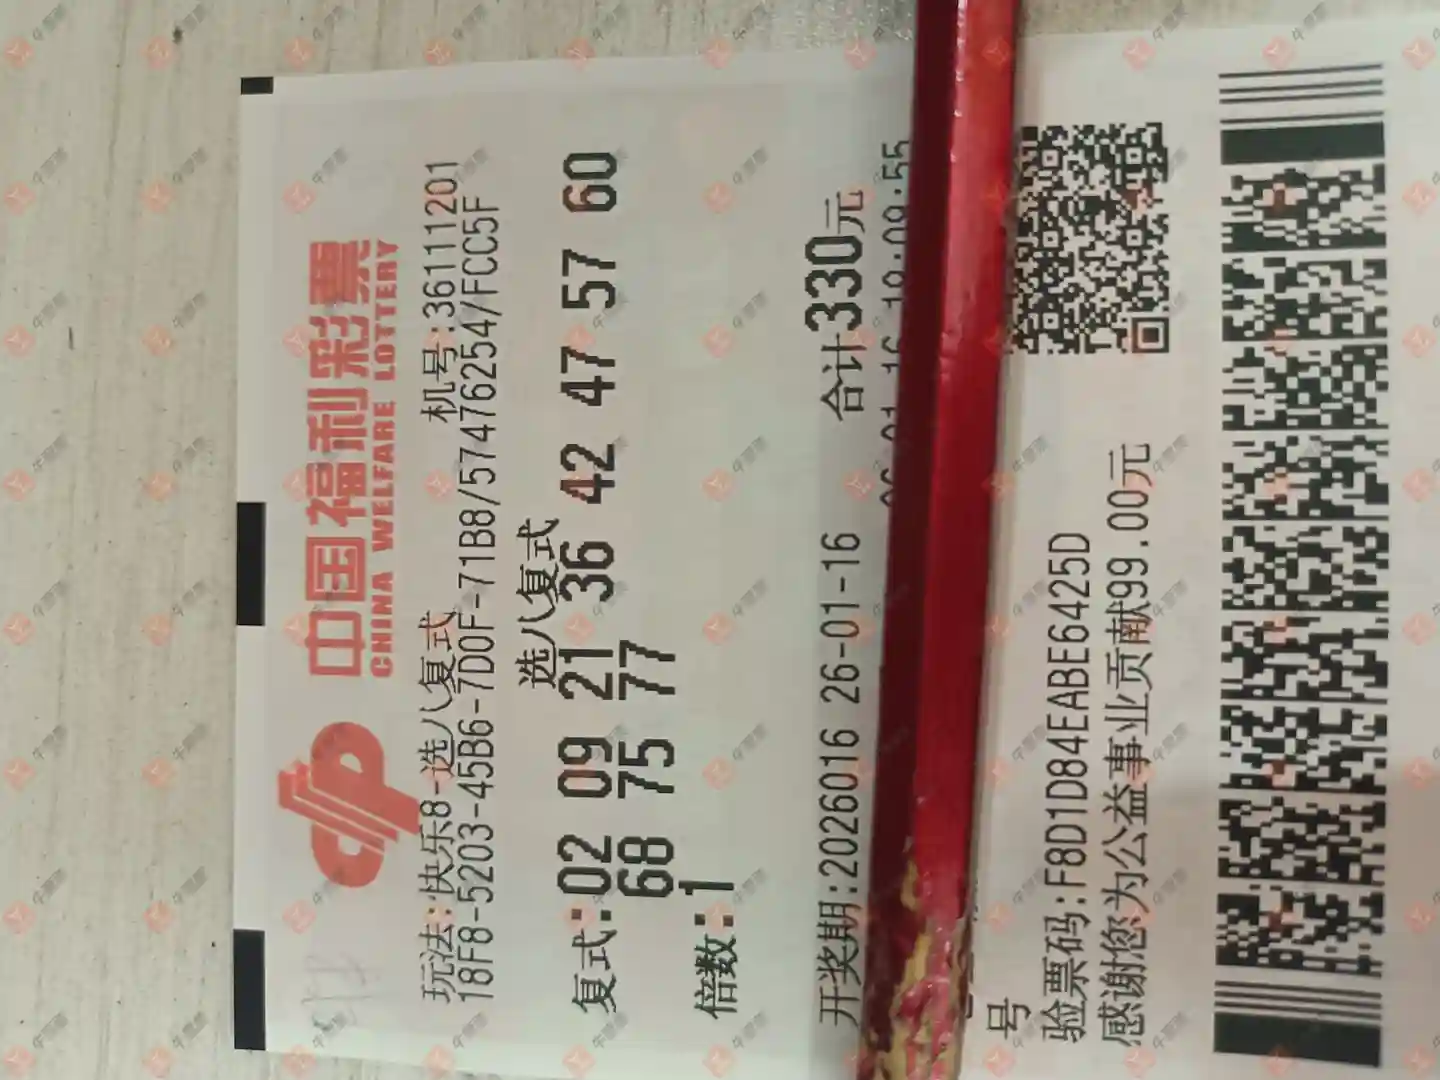 中国福利彩票
CHINA WELFARE LOTTERY
玩法:快乐8-选八复式 机号:36111201
18F8-5203-45B6-7D0F-71B8/57476254/FCC5F
选八复式
复式:02 09 21 36 42 47 57 60
68 75 77
倍数:1
合计330元
开奖期:2026016 26-01-16
号
验票码:F8D1D84EABE6425D
感谢您为公益事业贡献99.00元